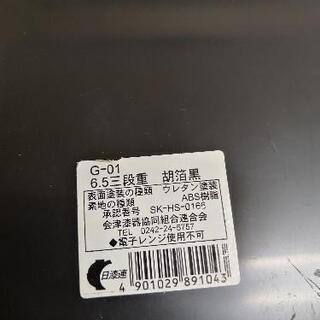 G-01
6.5三段重 胡箔黒
表面塗装の種類 ウレタン塗装
素地の種類 ABS樹脂
承認番号 SK-HS-0166
会津漆器協同組合連合会
TEL 0242-24-5757
●電子レンジ使用不可
日漆連
4 901029 891043